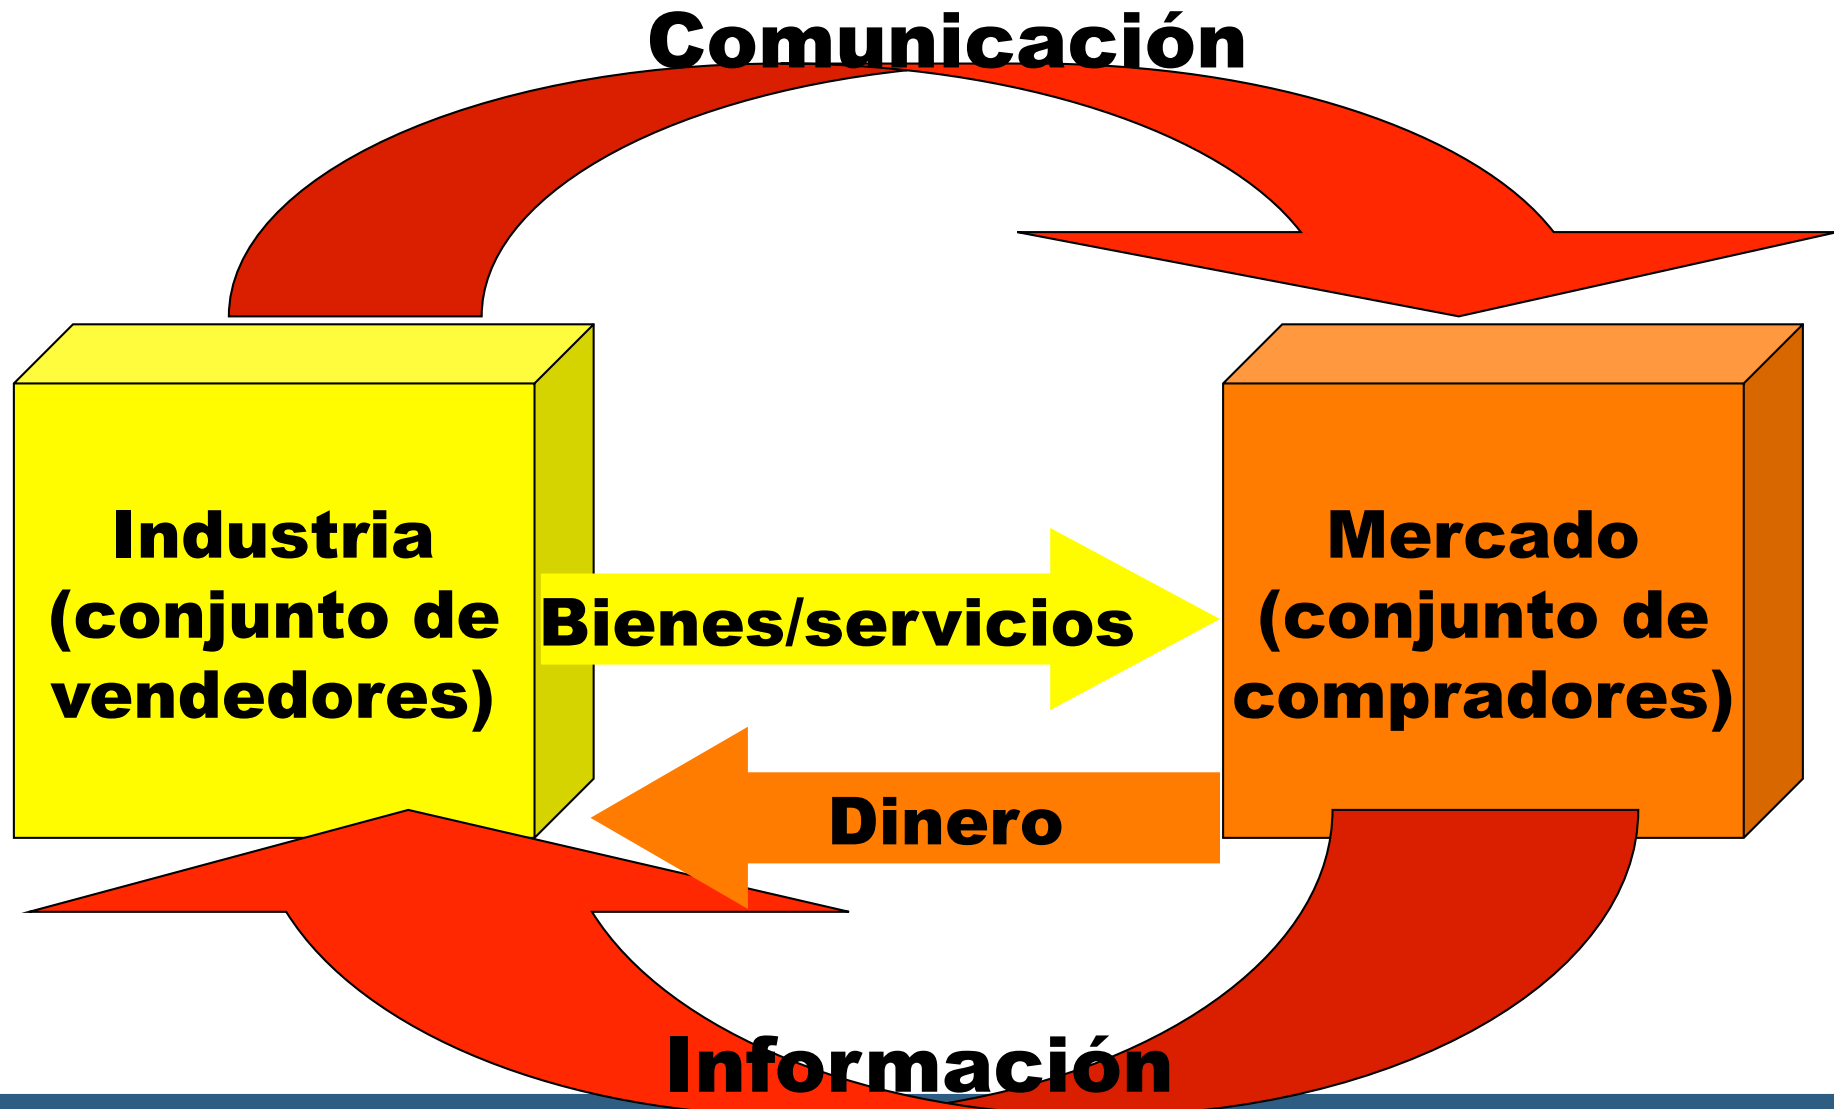 Comunicación
Industria
(conjunto de
vendedores)
Bienes/servicios
Mercado
(conjunto de
compradores)
Dinero
Información